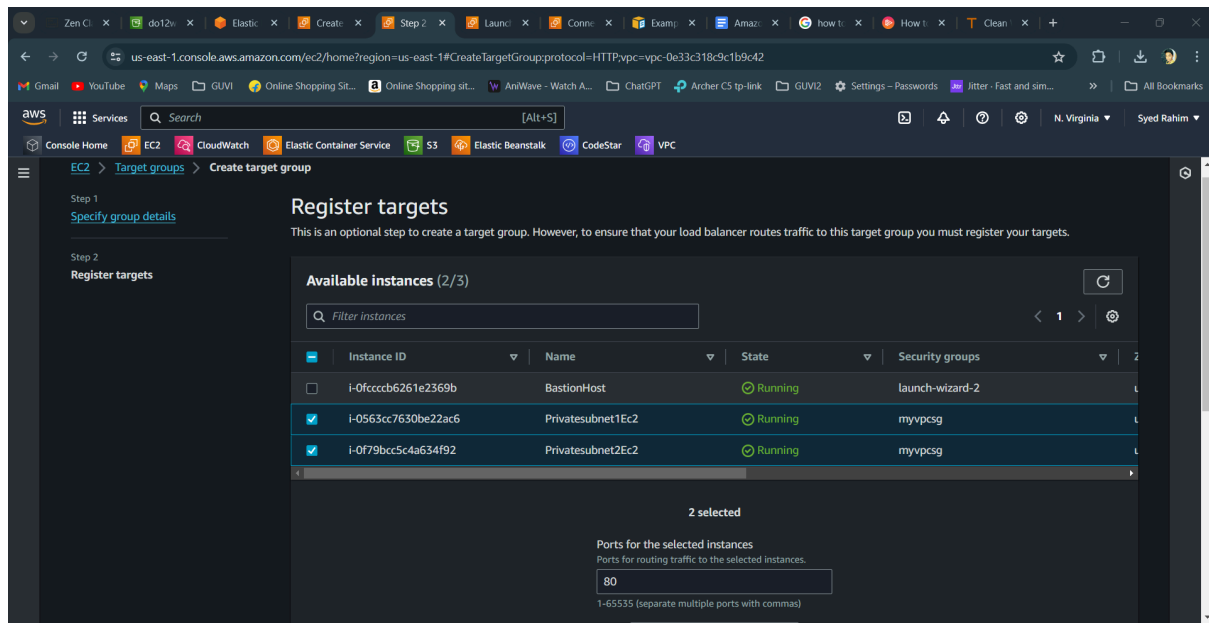 Zen Cl do12w Elastic Create Step 2 Launc Conne Examp Amazo how to How t Clean
us-east-1.console.aws.amazon.com/ec2/home?region=us-east-1#CreateTargetGroup:protocol=HTTP;vpc=vpc-0e33c318c9c1b9c42
Gmail YouTube Maps GUVI Online Shopping Sit... Online Shopping sit... AniWave - Watch A... ChatGPT Archer C5 tp-link GUVI2 Settings – Passwords Jitter · Fast and sim... » All Bookmarks
aws Services Search [Alt+S] N. Virginia Syed Rahim
Console Home EC2 CloudWatch Elastic Container Service S3 Elastic Beanstalk CodeStar VPC
EC2 > Target groups > Create target group
Step 1
Specify group details
Step 2
Register targets
Register targets
This is an optional step to create a target group. However, to ensure that your load balancer routes traffic to this target group you must register your targets.
Available instances (2/3)
Filter instances
1
Instance ID Name State Security groups
i-0fccccb6261e2369b BastionHost Running launch-wizard-2
i-0563cc7630be22ac6 Privatesubnet1Ec2 Running myvpcsg
i-0f79bcc5c4a634f92 Privatesubnet2Ec2 Running myvpcsg
2 selected
Ports for the selected instances
Ports for routing traffic to the selected instances.
80
1-65535 (separate multiple ports with commas)